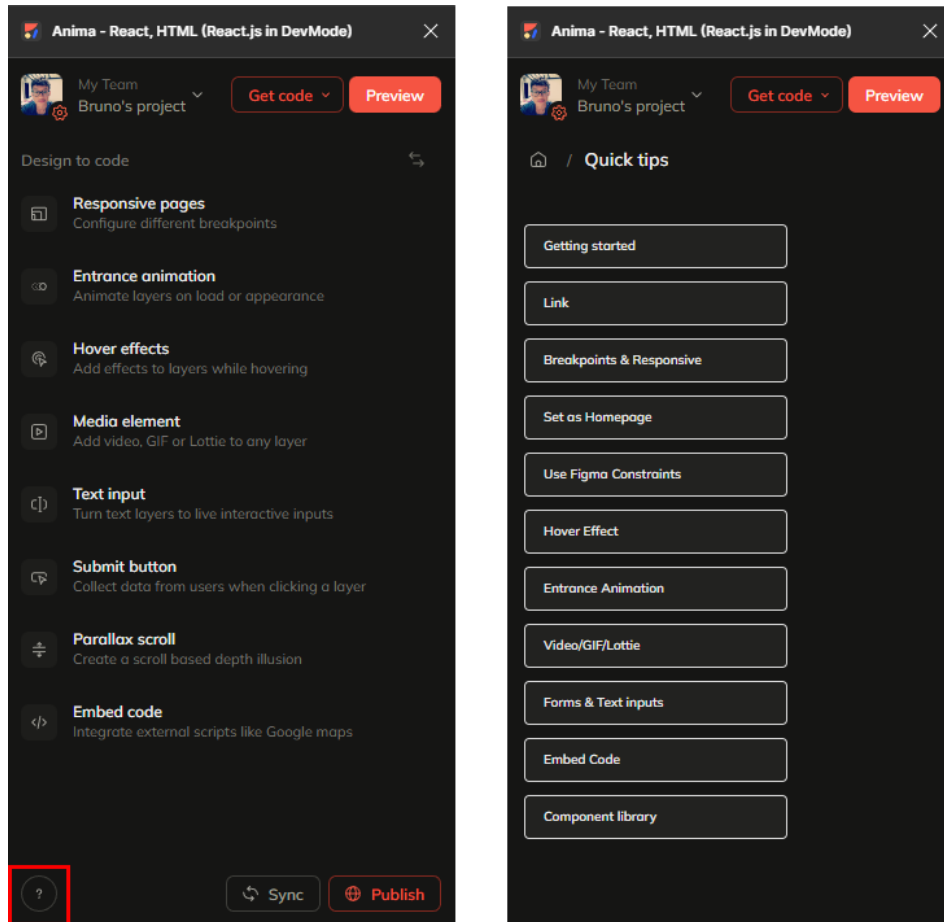 Anima - React, HTML (React.js in DevMode)
My Team
Bruno's project
Get code
Preview
Design to code
Responsive pages
Configure different breakpoints
Entrance animation
Animate layers on load or appearance
Hover effects
Add effects to layers while hovering
Media element
Add video, GIF or Lottie to any layer
Text input
Turn text layers to live interactive inputs
Submit button
Collect data from users when clicking a layer
Parallax scroll
Create a scroll based depth illusion
Embed code
Integrate external scripts like Google maps
?
Sync
Publish
Anima - React, HTML (React.js in DevMode)
My Team
Bruno's project
Get code
Preview
/ Quick tips
Getting started
Link
Breakpoints & Responsive
Set as Homepage
Use Figma Constraints
Hover Effect
Entrance Animation
Video/GIF/Lottie
Forms & Text inputs
Embed Code
Component library